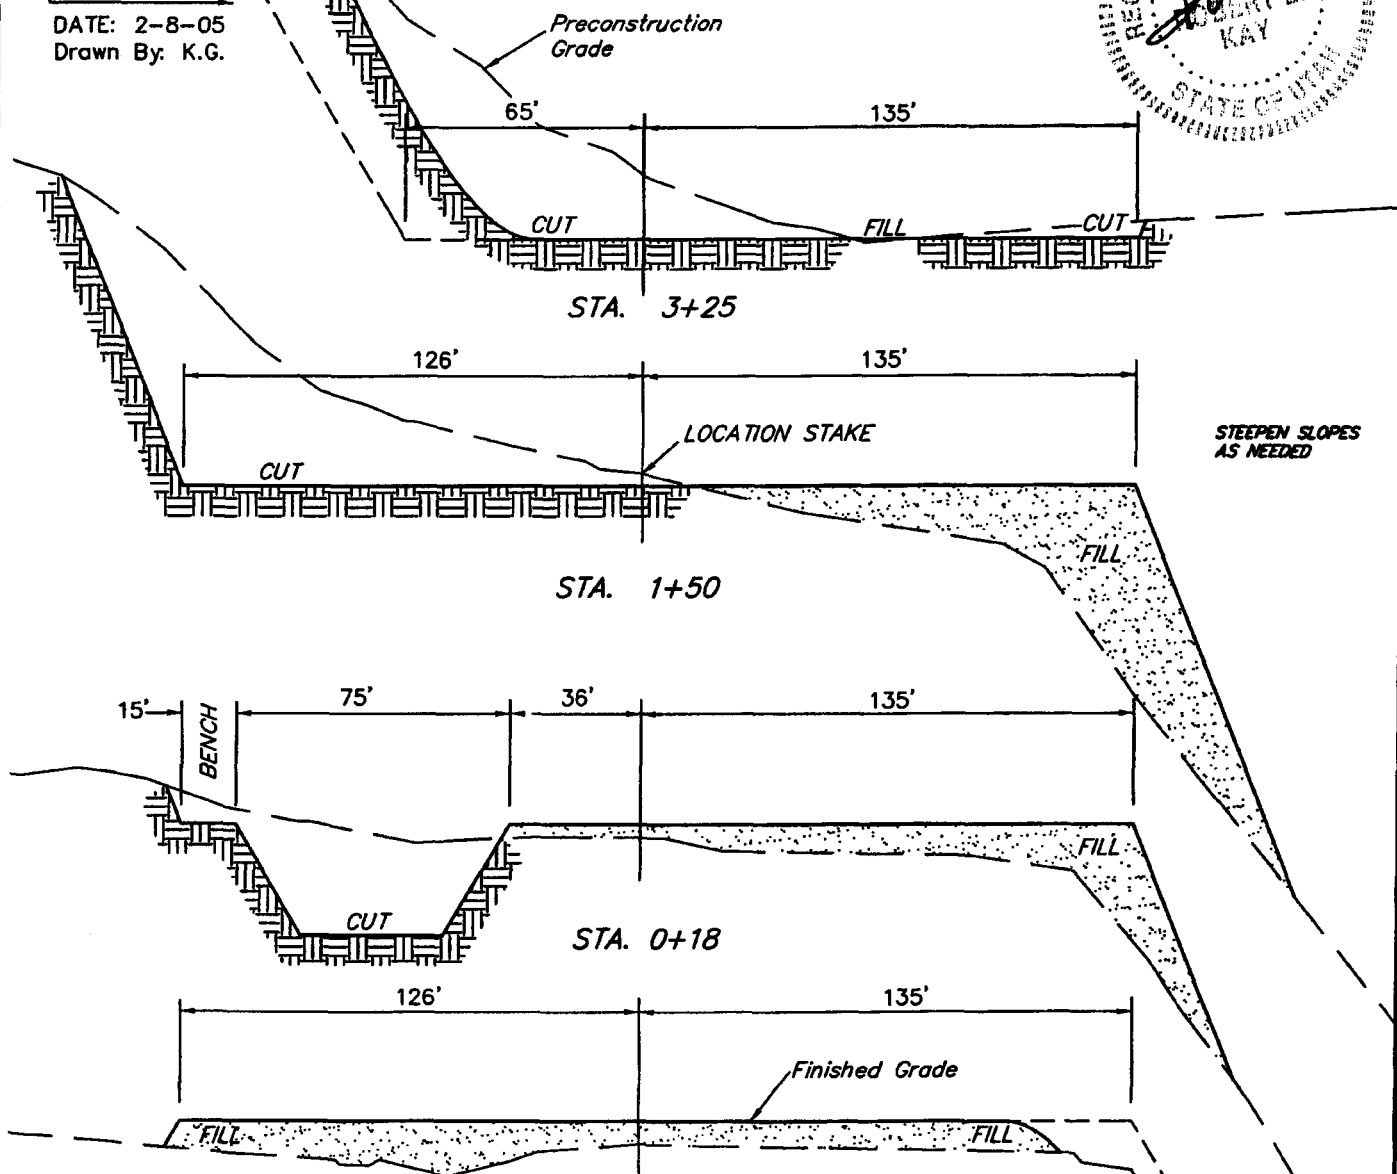 DATE: 2-8-05
Drawn By: K.G.
Preconstruction
Grade
KAY
STATE OF UTAH
65'
135'
CUT
FILL
CUT
STA. 3+25
126'
135'
LOCATION STAKE
STEEPEN SLOPES
AS NEEDED
CUT
FILL
STA. 1+50
15'
BENCH
75'
36'
135'
FILL
CUT
STA. 0+18
126'
135'
Finished Grade
FILL
FILL